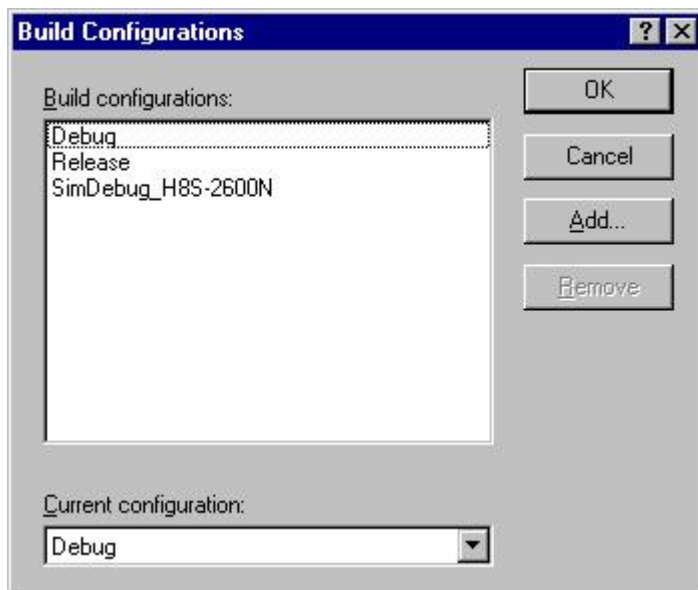 Build Configurations
Build configurations:
Debug
Release
SimDebug_H8S-2600N
OK
Cancel
Add...
Remove
Current configuration:
Debug